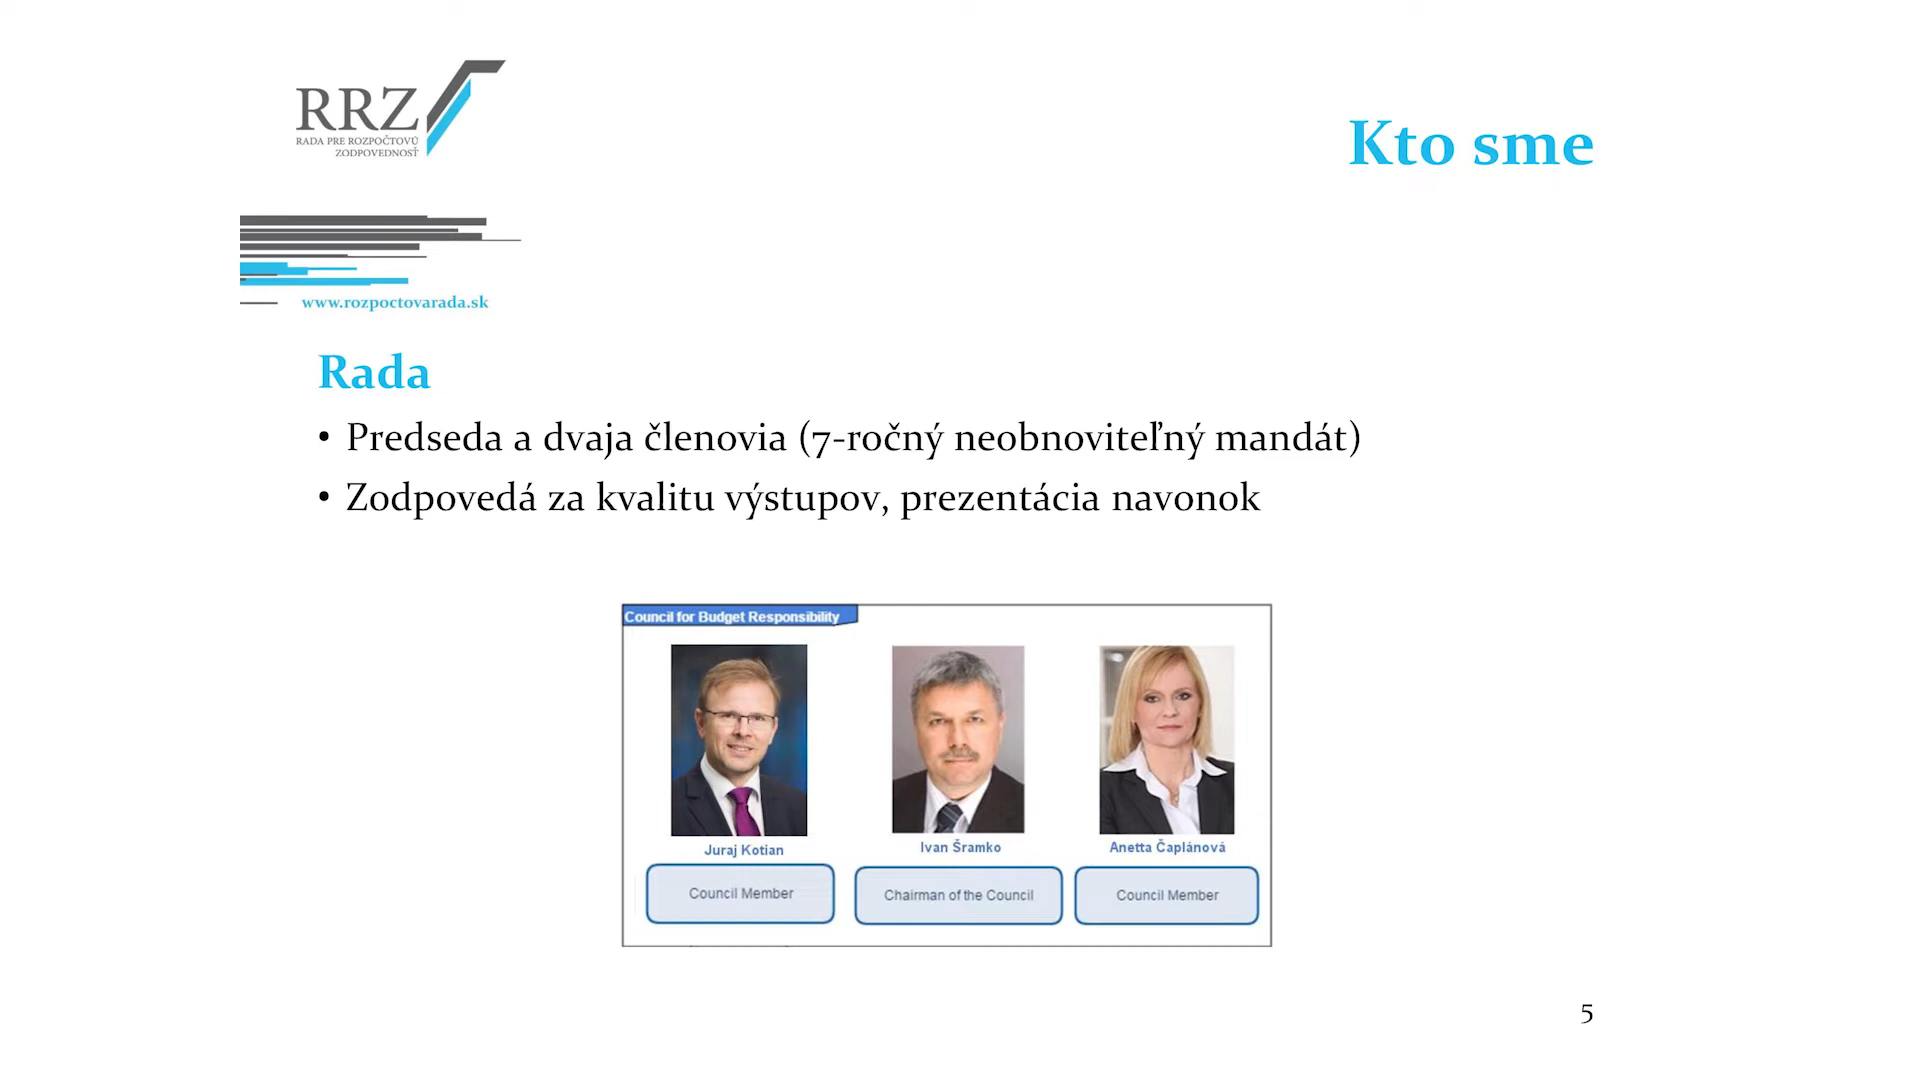 RRZ
RADA PRE ROZPOČTOVÚ
ZODPOVEDNOSŤ
Kto sme
www.rozpoctovarada.sk
Rada
• Predseda a dvaja členovia (7-ročný neobnoviteľný mandát)
• Zodpovedá za kvalitu výstupov, prezentácia navonok
Council for Budget Responsibility
Juraj Kotian
Ivan Šramko
Anetta Čaplánová
Council Member
Chairman of the Council
Council Member
5